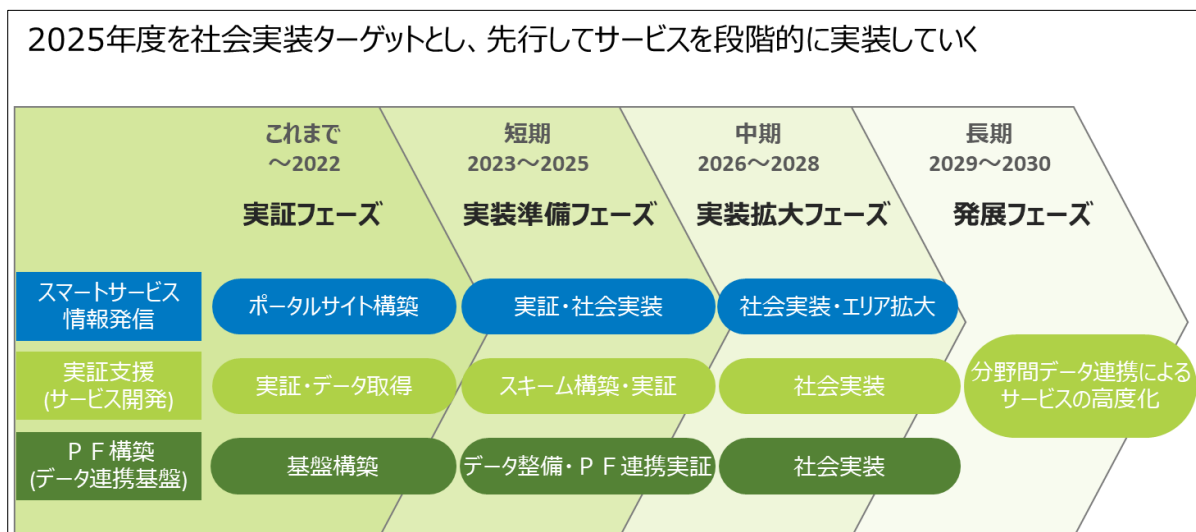 2025年度を社会実装ターゲットとし、先行してサービスを段階的に実装していく
これまで
～2022
実証フェーズ
短期
2023～2025
実装準備フェーズ
中期
2026～2028
実装拡大フェーズ
長期
2029～2030
発展フェーズ
スマートサービス
情報発信
ポータルサイト構築
実証・社会実装
社会実装・エリア拡大
実証支援
(サービス開発)
実証・データ取得
スキーム構築・実証
社会実装
分野間データ連携による
サービスの高度化
ＰＦ構築
(データ連携基盤)
基盤構築
データ整備・ＰＦ連携実証
社会実装